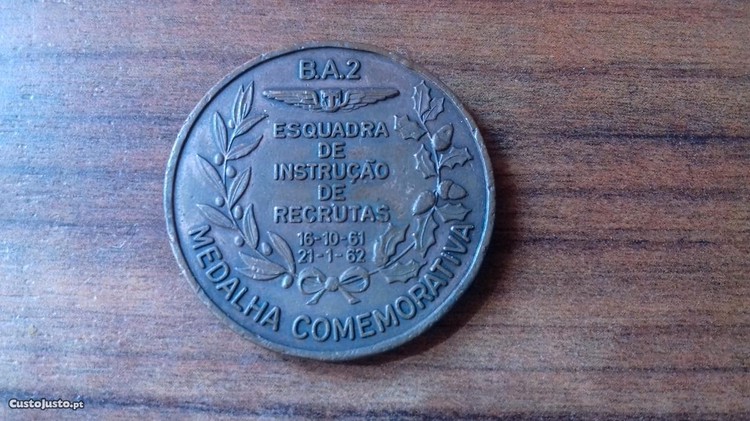 B.A.2
ESQUADRA
DE
INSTRUÇÃO
DE
RECRUTAS
16-10-61
21-1-62
MEDALHA COMEMORATIVA
CustoJusto.pt